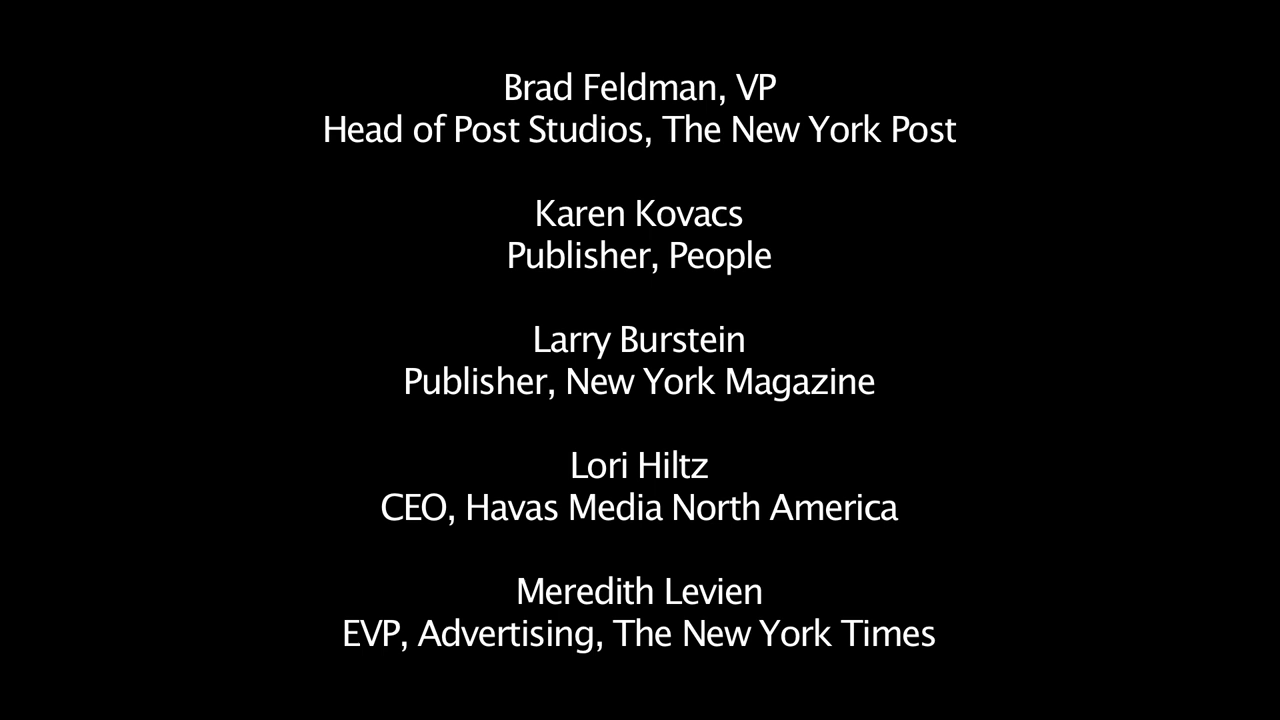 Brad Feldman, VP
Head of Post Studios, The New York Post
Karen Kovacs
Publisher, People
Larry Burstein
Publisher, New York Magazine
Lori Hiltz
CEO, Havas Media North America
Meredith Levien
EVP, Advertising, The New York Times